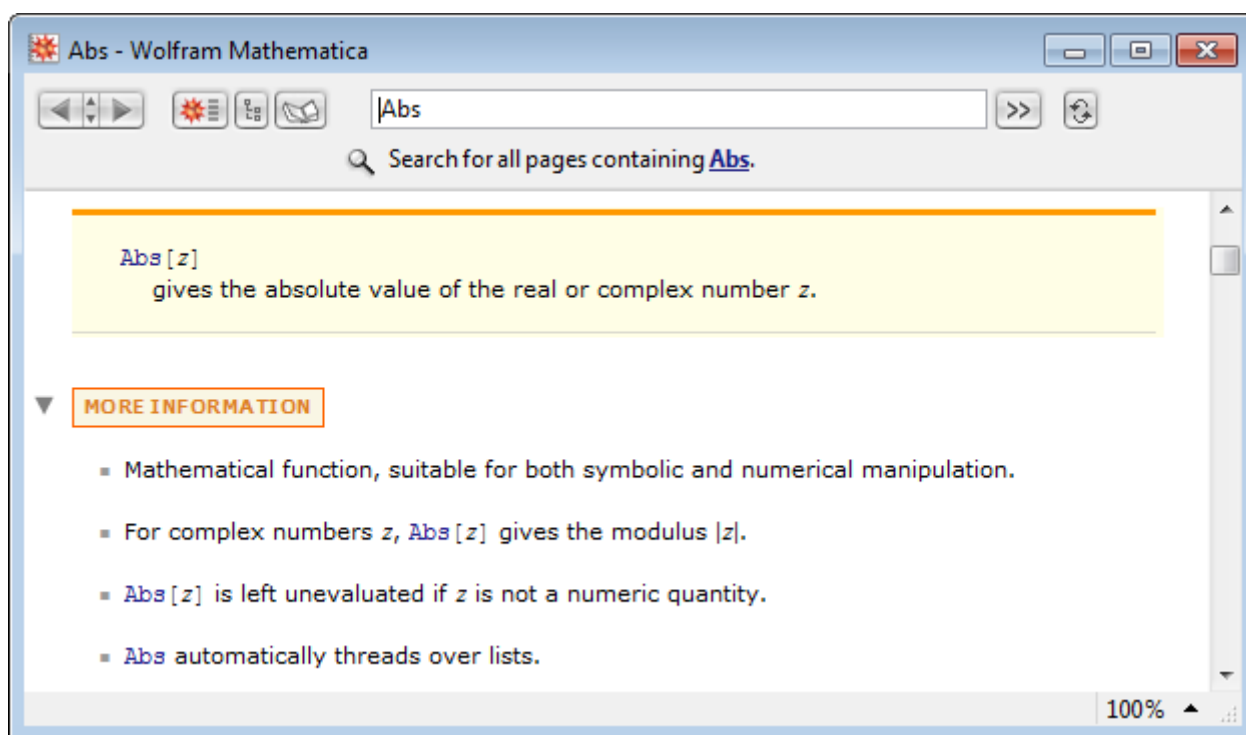 Abs - Wolfram Mathematica
Abs
>>
Search for all pages containing Abs.
Abs[z]
gives the absolute value of the real or complex number z.
MORE INFORMATION
Mathematical function, suitable for both symbolic and numerical manipulation.
For complex numbers z, Abs[z] gives the modulus |z|.
Abs[z] is left unevaluated if z is not a numeric quantity.
Abs automatically threads over lists.
100%